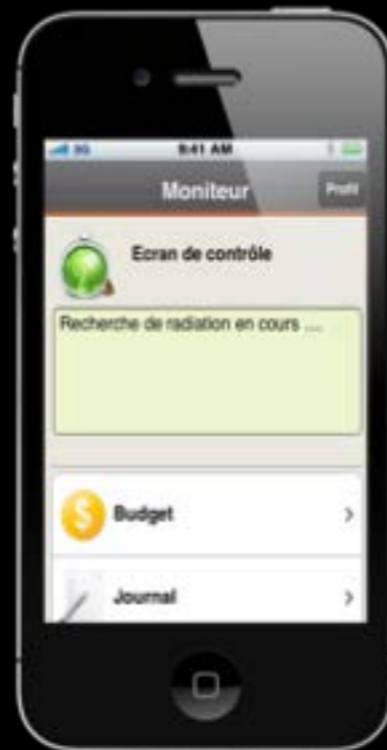 3G 9:41 AM
Moniteur Profil
Ecran de contrôle
Recherche de radiation en cours ....
Budget
Journal